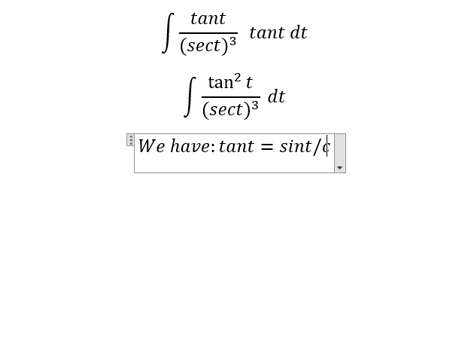 ∫ tant/(sect)³ tant dt
∫ tan² t/(sect)³ dt
We have: tant = sint/c